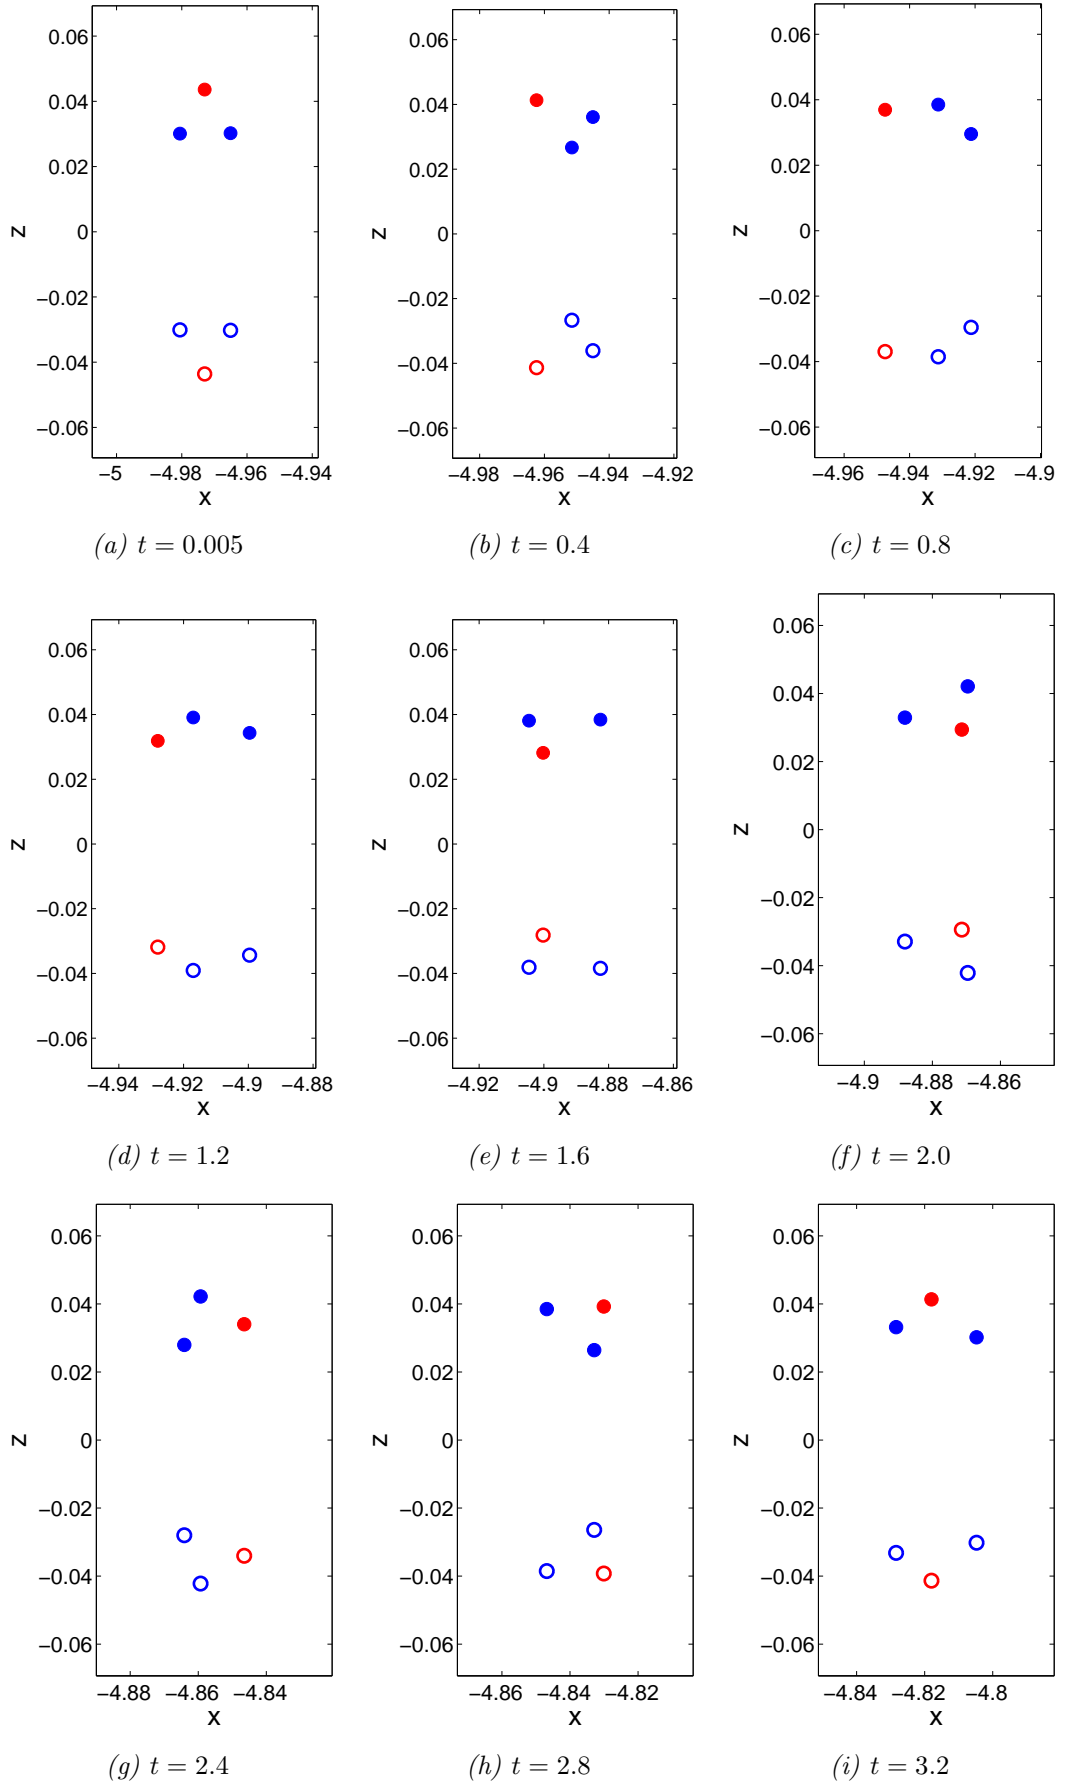 0.06
0.04
0.02
0
−0.02
−0.04
−0.06
z
−5 −4.98 −4.96 −4.94
x
(a) t = 0.005
0.06
0.04
0.02
0
−0.02
−0.04
−0.06
z
−4.98 −4.96 −4.94 −4.92
x
(b) t = 0.4
0.06
0.04
0.02
0
−0.02
−0.04
−0.06
z
−4.96 −4.94 −4.92 −4.9
x
(c) t = 0.8
0.06
0.04
0.02
0
−0.02
−0.04
−0.06
z
−4.94 −4.92 −4.9 −4.88
x
(d) t = 1.2
0.06
0.04
0.02
0
−0.02
−0.04
−0.06
z
−4.92 −4.9 −4.88 −4.86
x
(e) t = 1.6
0.06
0.04
0.02
0
−0.02
−0.04
−0.06
z
−4.9 −4.88 −4.86
x
(f) t = 2.0
0.06
0.04
0.02
0
−0.02
−0.04
−0.06
z
−4.88 −4.86 −4.84
x
(g) t = 2.4
0.06
0.04
0.02
0
−0.02
−0.04
−0.06
z
−4.86 −4.84 −4.82
x
(h) t = 2.8
0.06
0.04
0.02
0
−0.02
−0.04
−0.06
z
−4.84 −4.82 −4.8
x
(i) t = 3.2